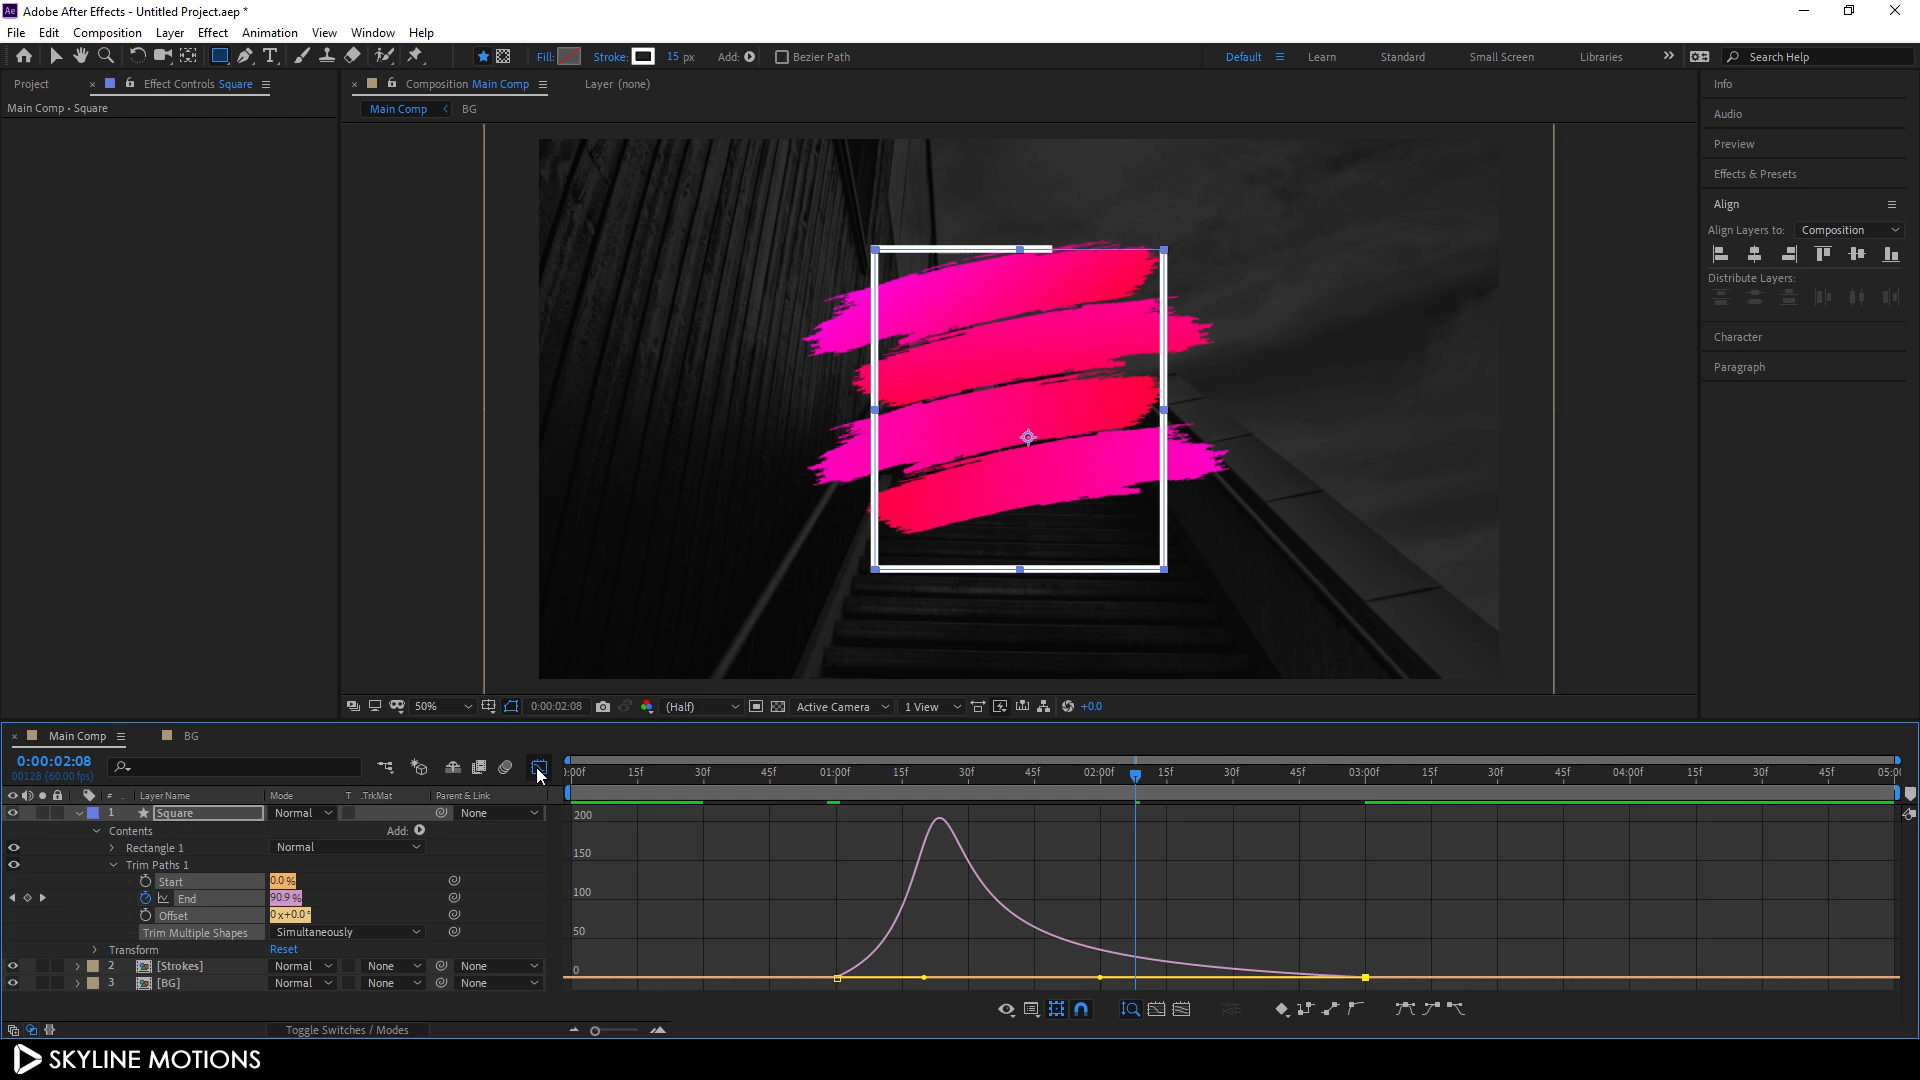 Adobe After Effects - Untitled Project.aep *
File Edit Composition Layer Effect Animation View Window Help
Fill: Stroke: 15 px Add: Bezier Path Default Learn Standard Small Screen Libraries Search Help
Project Effect Controls Square Composition Main Comp Layer (none) Info
Main Comp • Square Main Comp BG
Audio
Preview
Effects & Presets
Align
Align Layers to: Composition
Distribute Layers:
Character
Paragraph
50% 0:00:02:08 (Half) Active Camera 1 View +0.0
Main Comp BG
0:00:02:08
00128 (60.00 fps)
):00f 15f 30f 45f 01:00f 15f 30f 45f 02:00f 15f 30f 45f 03:00f 15f 30f 45f 04:00f 15f 30f 45f 05:0(
# Layer Name Mode T .TrkMat Parent & Link
1 Square Normal None
Contents Add:
Rectangle 1 Normal
Trim Paths 1
Start 0.0 %
End 90.9 %
Offset 0x+0.0°
Trim Multiple Shapes Simultaneously
Transform Reset
2 [Strokes] Normal None None
3 [BG] Normal None None
200
150
100
50
0
Toggle Switches / Modes
SKYLINE MOTIONS